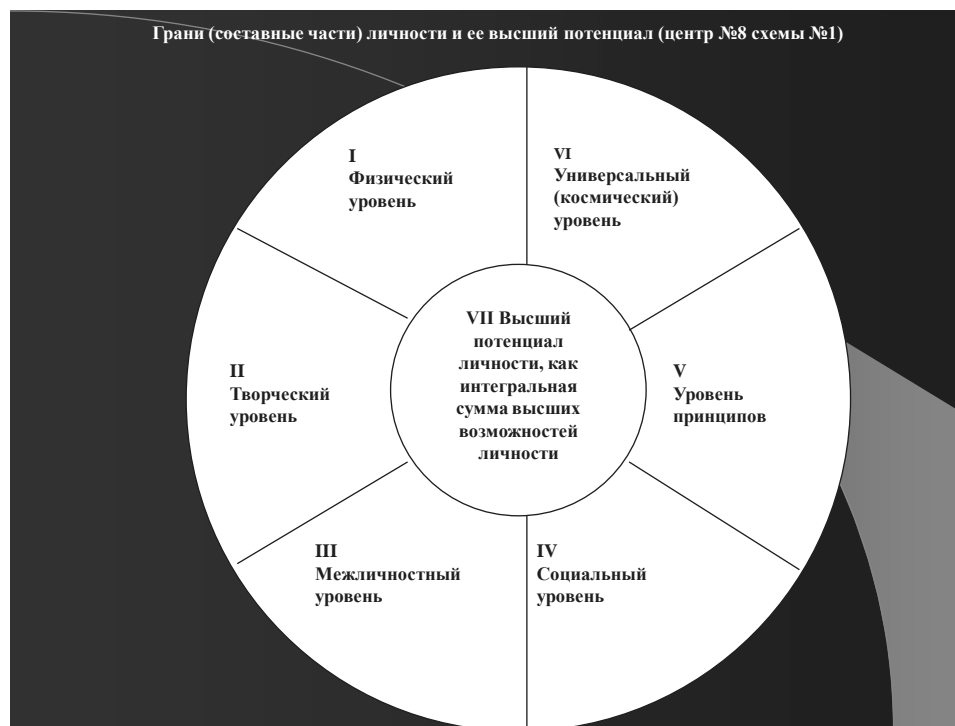 Грани (составные части) личности и ее высший потенциал (центр №8 схемы №1)
I
Физический
уровень
VI
Универсальный
(космический)
уровень
VII Высший
потенциал
личности, как
интегральная
сумма высших
возможностей
личности
II
Творческий
уровень
V
Уровень
принципов
III
Межличностный
уровень
IV
Социальный
уровень